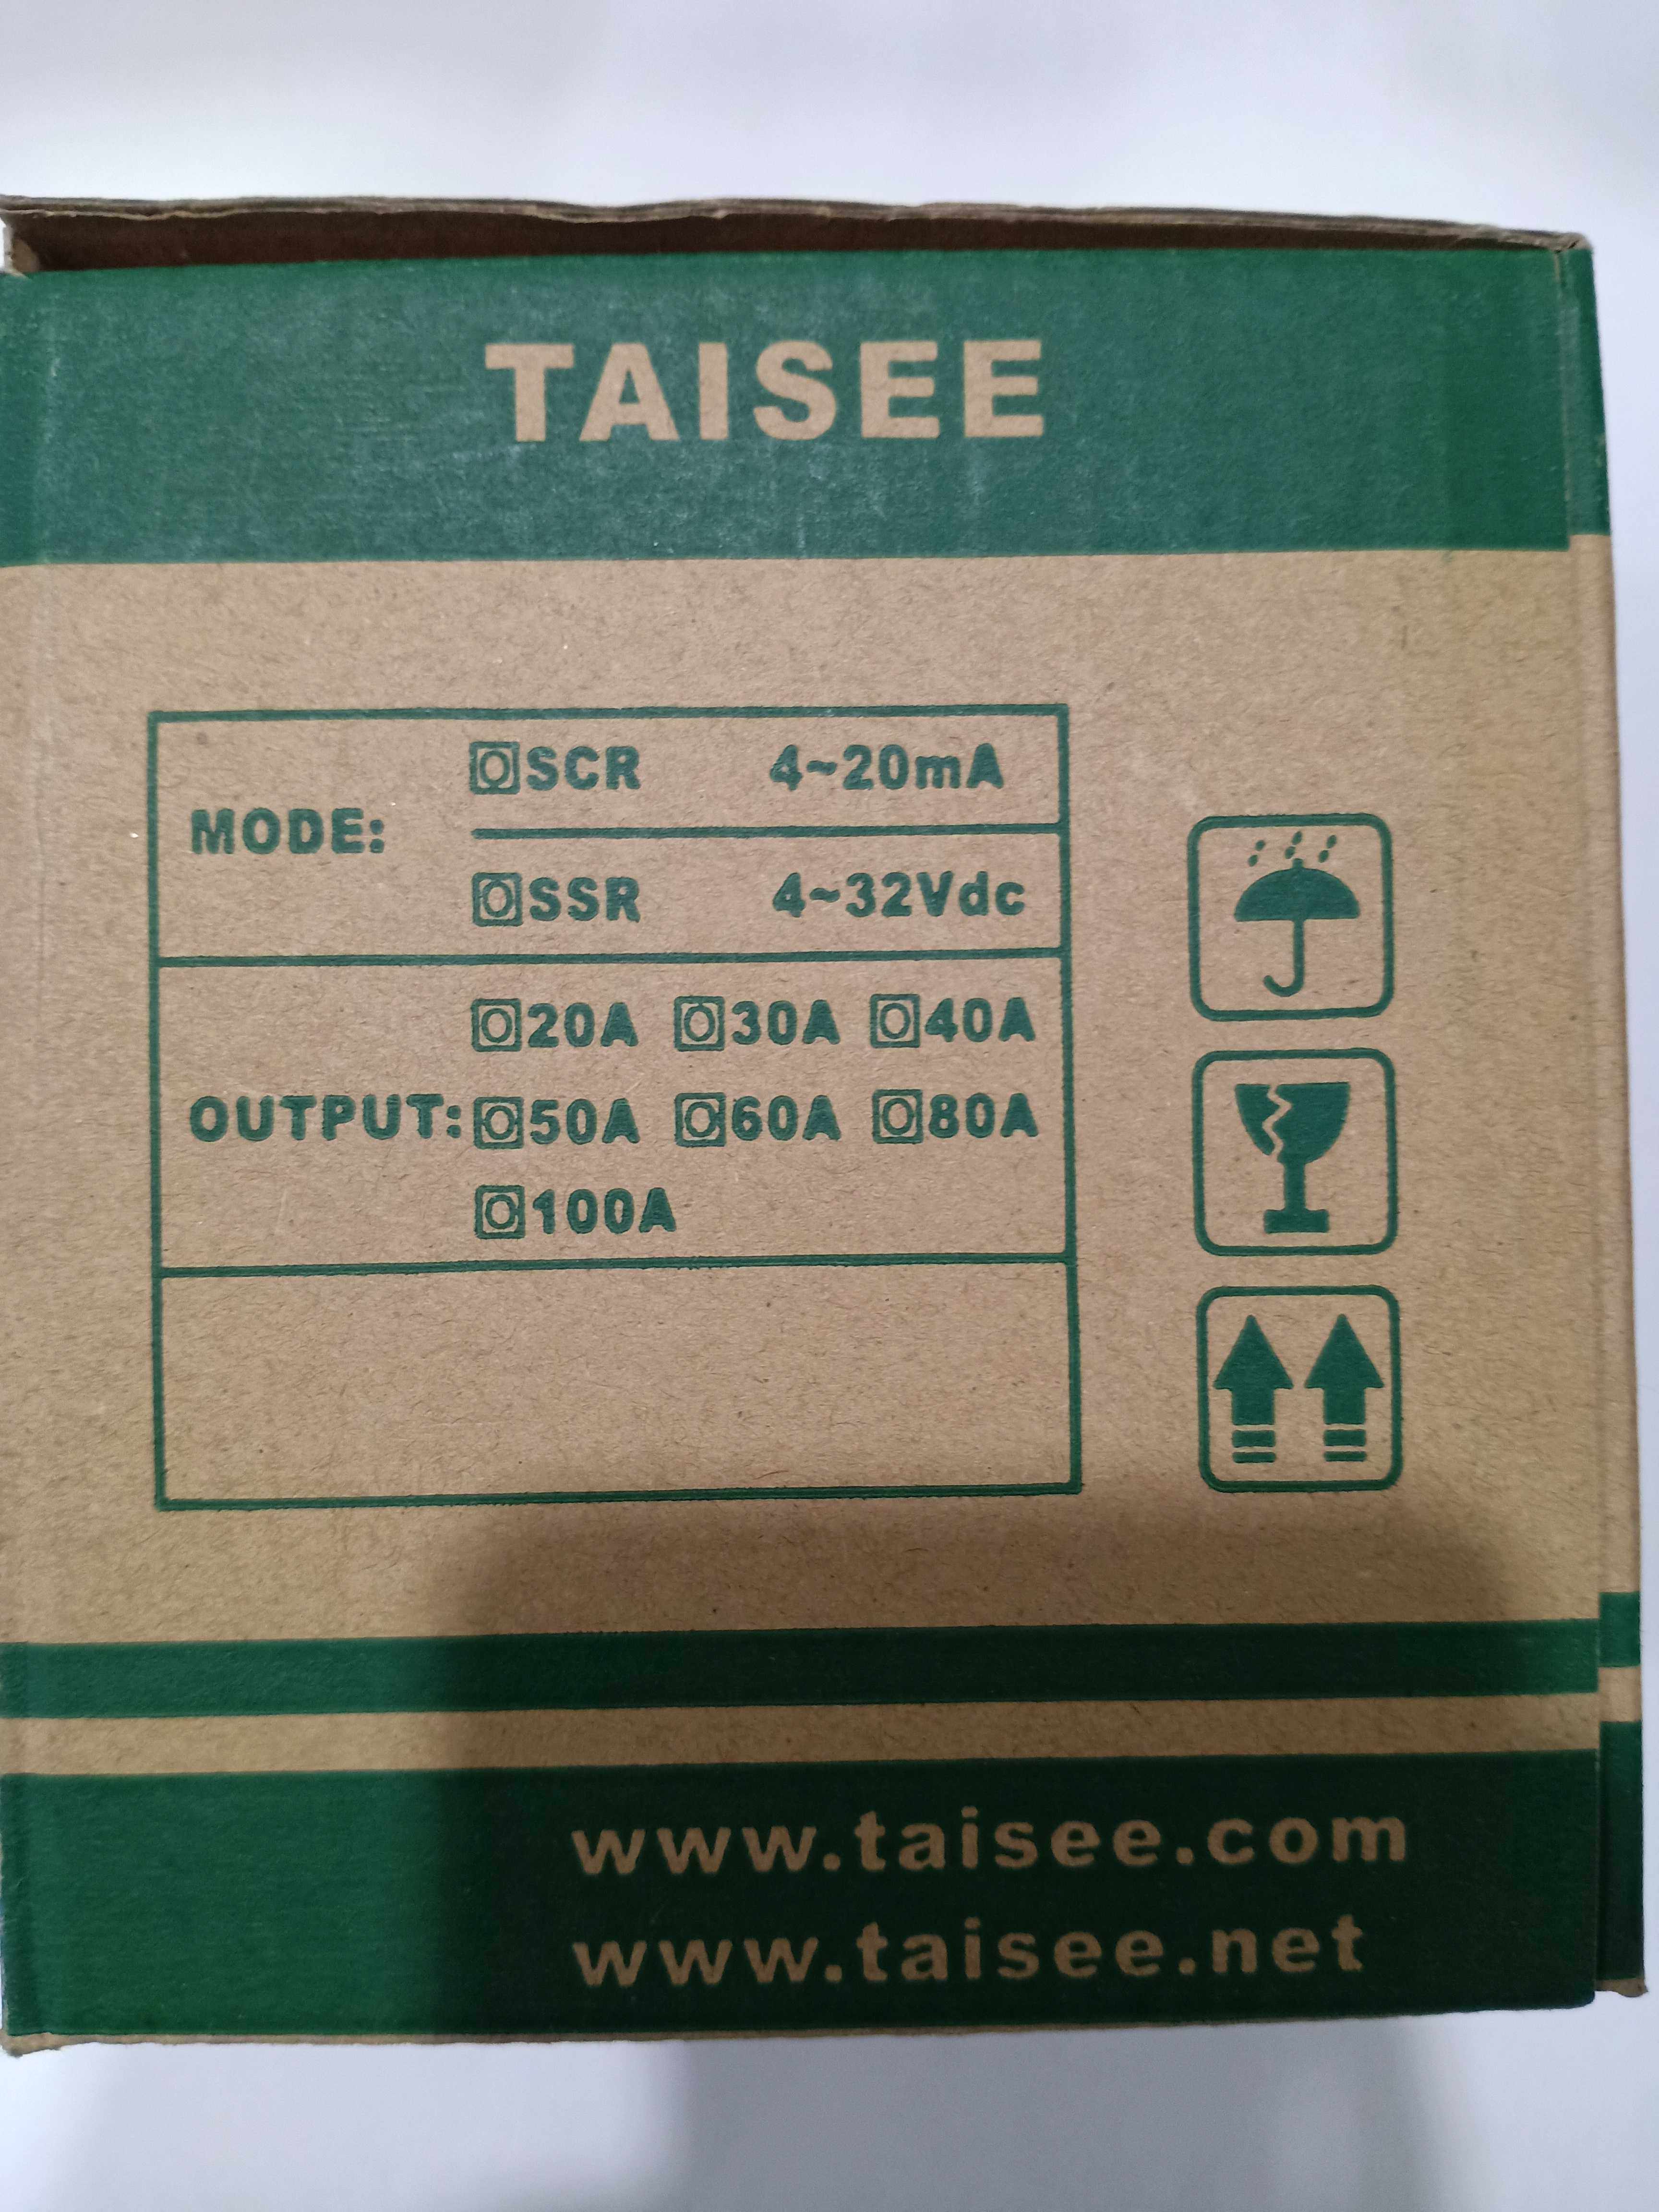 TAISEE
MODE:
SCR 4~20mA
SSR 4~32Vdc
OUTPUT:
20A 30A 40A
50A 60A 80A
100A
www.taisee.com
www.taisee.net